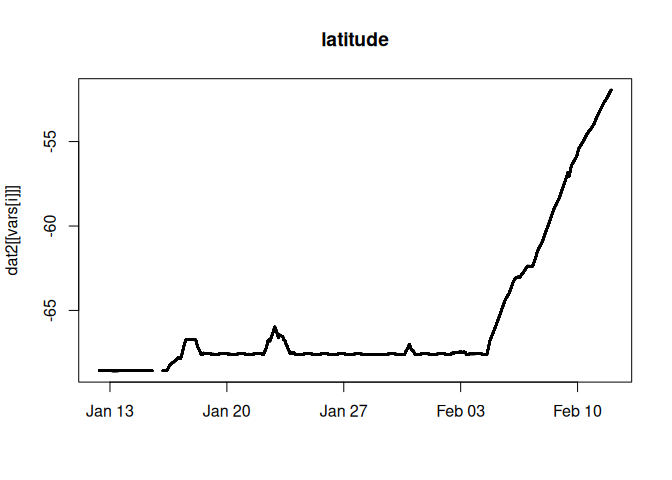 latitude
dat2[[vars[i]]]
-55
-60
-65
Jan 13
Jan 20
Jan 27
Feb 03
Feb 10